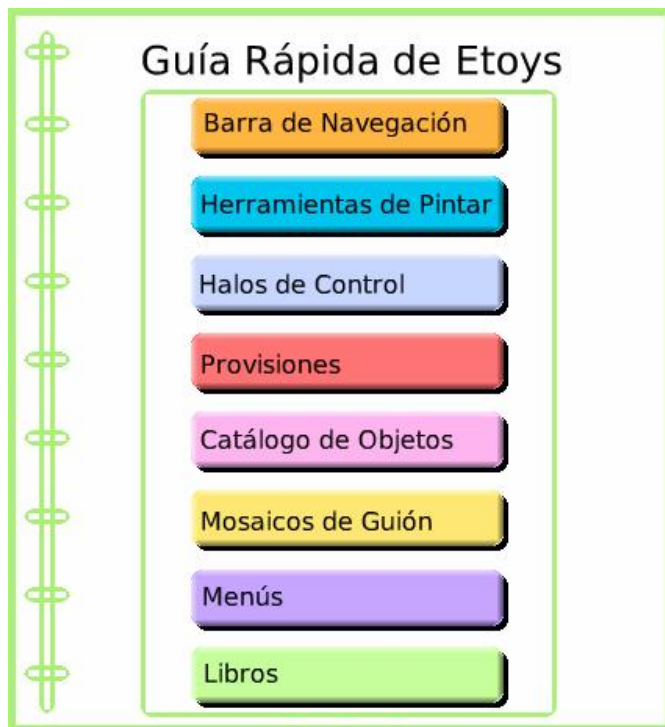 Guía Rápida de Etoys
Barra de Navegación
Herramientas de Pintar
Halos de Control
Provisiones
Catálogo de Objetos
Mosaicos de Guión
Menús
Libros